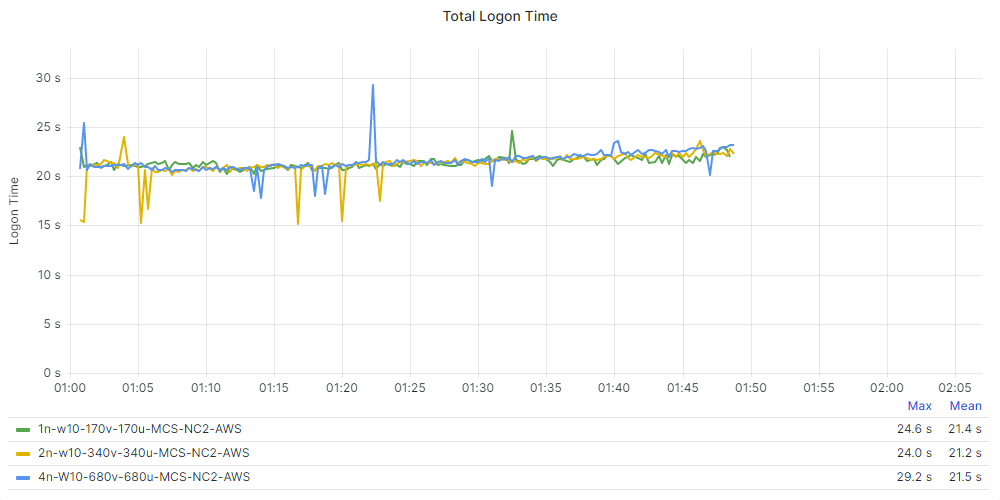 Total Logon Time
Logon Time
30 s
25 s
20 s
15 s
10 s
5 s
0 s
01:00 01:05 01:10 01:15 01:20 01:25 01:30 01:35 01:40 01:45 01:50 01:55 02:00 02:05
Max Mean
1n-w10-170v-170u-MCS-NC2-AWS 24.6 s 21.4 s
2n-w10-340v-340u-MCS-NC2-AWS 24.0 s 21.2 s
4n-W10-680v-680u-MCS-NC2-AWS 29.2 s 21.5 s